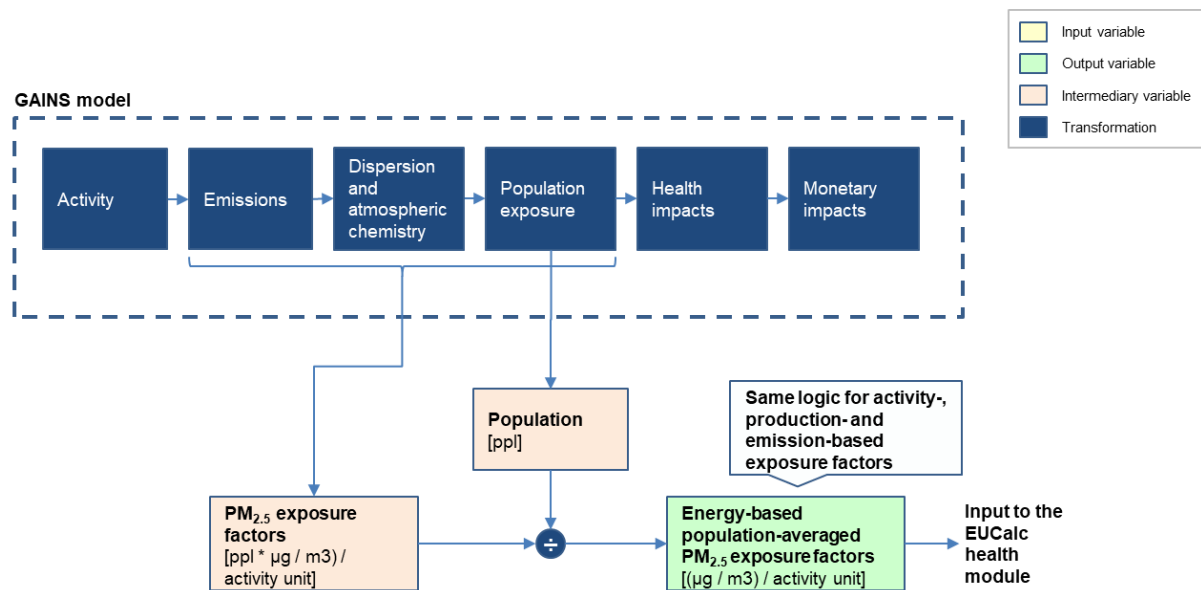 Input variable
Output variable
Intermediary variable
Transformation
GAINS model
Activity
Emissions
Dispersion
and
atmospheric
chemistry
Population
exposure
Health
impacts
Monetary
impacts
Population
[ppl]
Same logic for activity-,
production- and
emission-based
exposure factors
PM2.5 exposure
factors
[ppl * µg / m3) /
activity unit]
÷
Energy-based
population-averaged
PM2.5 exposure factors
[(µg / m3) / activity unit]
Input to the
EUCalc
health
module